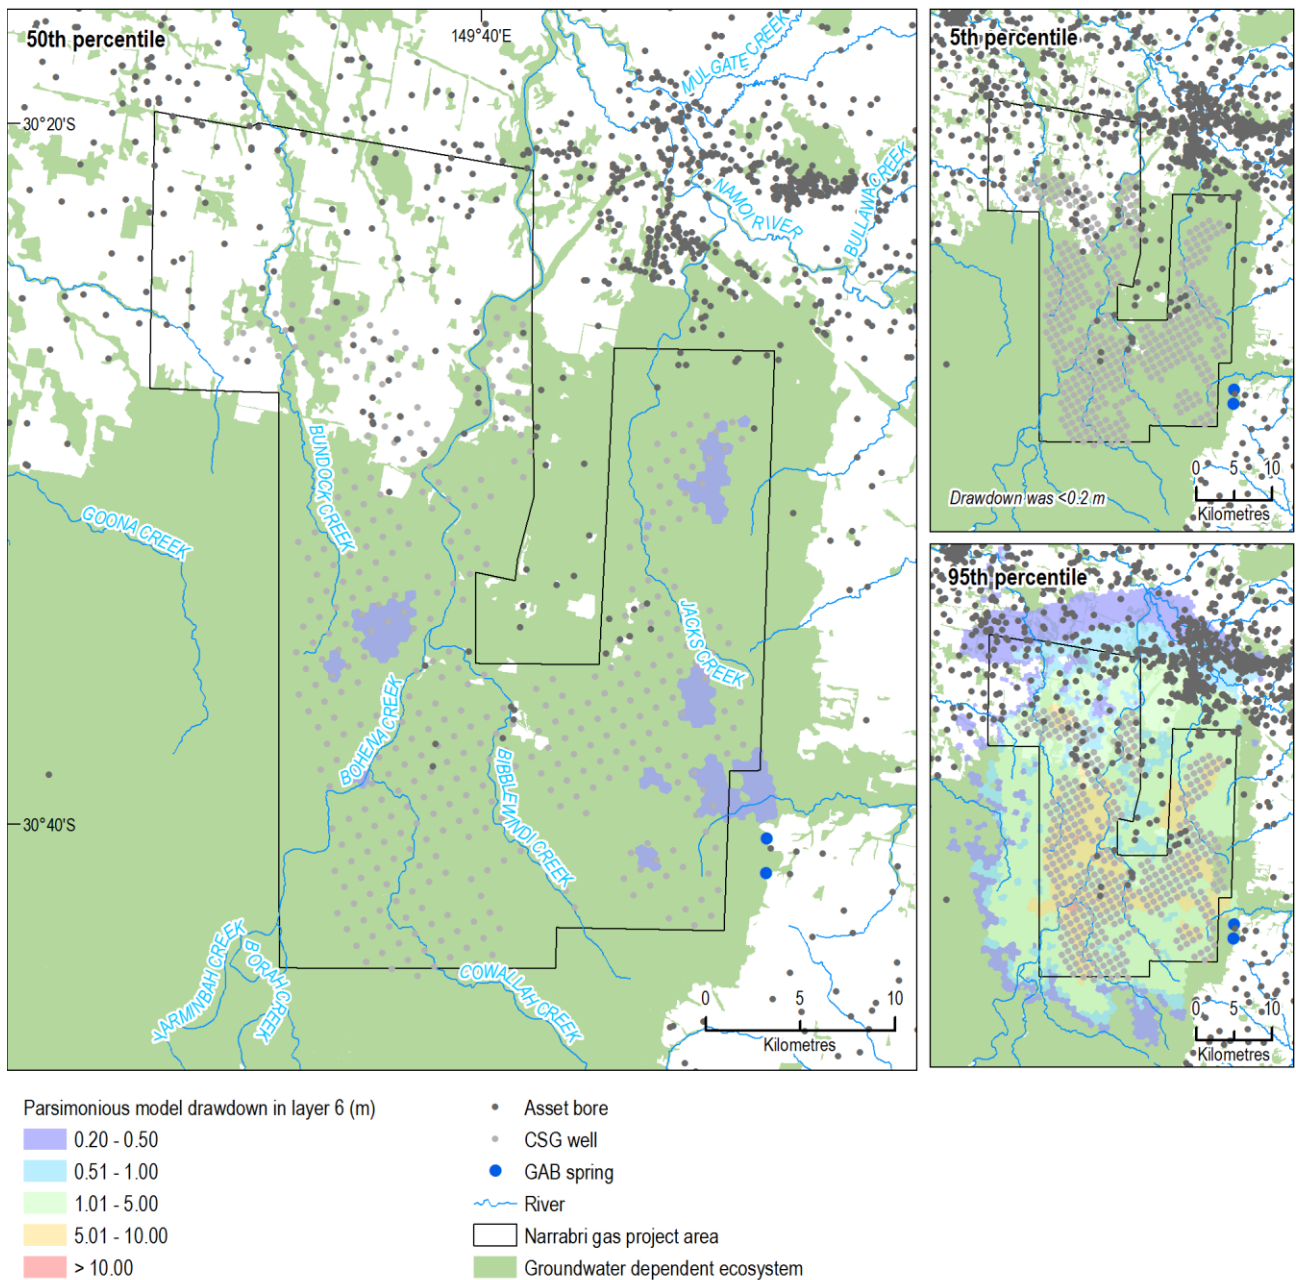 50th percentile
149°40'E
MULGATE CREEK
30°20'S
BULLAWA CREEK
NAMOI RIVER
BUNDOCK CREEK
GOONA CREEK
JACKS CREEK
BOHENA CREEK
BIBBLEWINDI CREEK
30°40'S
YARMINBAH CREEK
BORAH CREEK
COWALLAH CREEK
0 5 10
Kilometres
5th percentile
0 5 10
Drawdown was <0.2 m
Kilometres
95th percentile
0 5 10
Kilometres
Parsimonious model drawdown in layer 6 (m)
0.20 - 0.50
0.51 - 1.00
1.01 - 5.00
5.01 - 10.00
> 10.00
Asset bore
CSG well
GAB spring
River
Narrabri gas project area
Groundwater dependent ecosystem